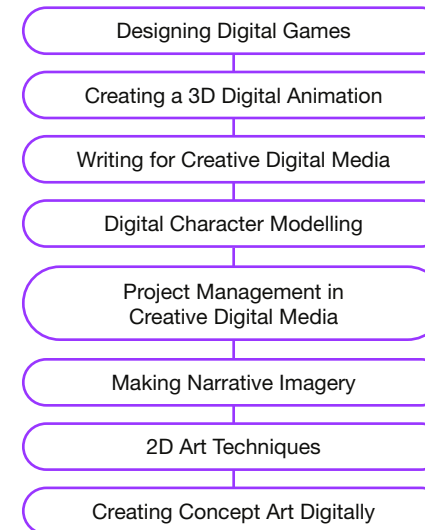 Designing Digital Games
Creating a 3D Digital Animation
Writing for Creative Digital Media
Digital Character Modelling
Project Management in
Creative Digital Media
Making Narrative Imagery
2D Art Techniques
Creating Concept Art Digitally